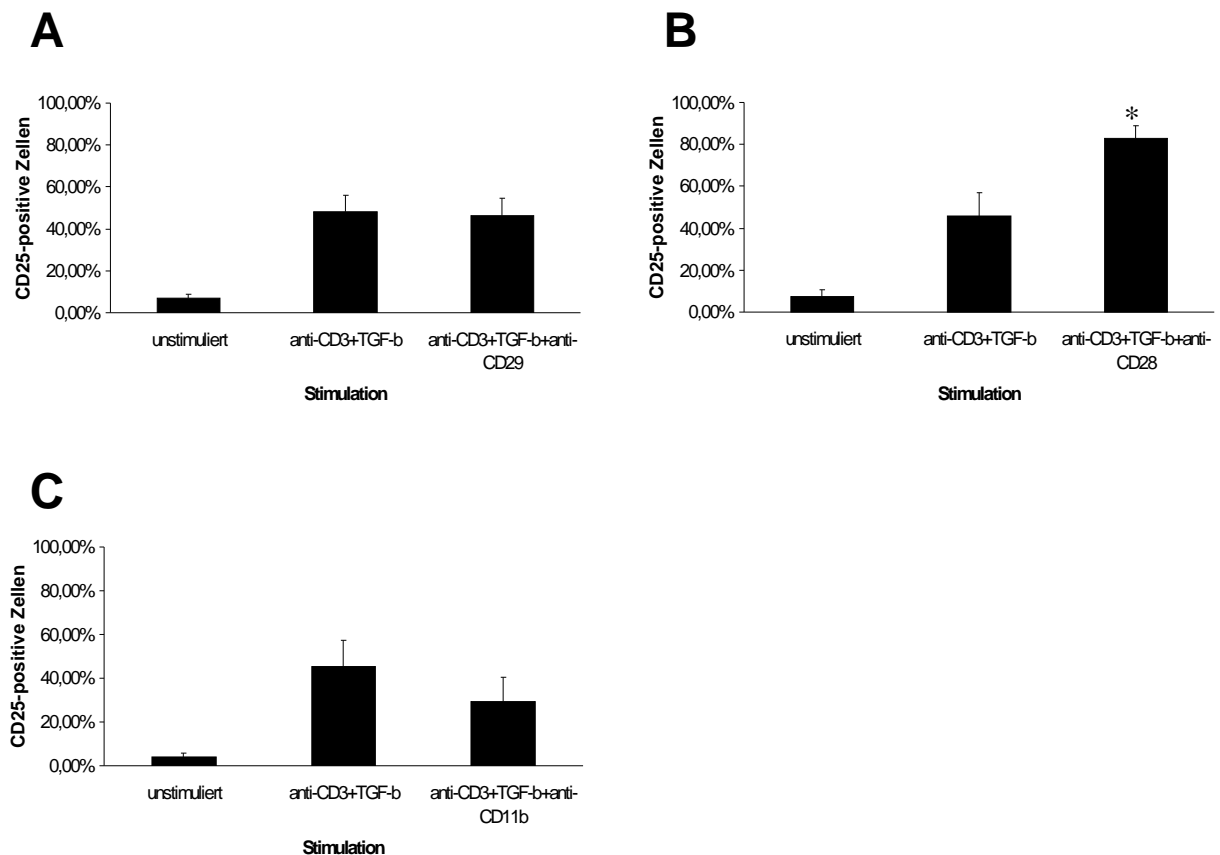 A
CD25-positive Zellen
100,00%
80,00%
60,00%
40,00%
20,00%
0,00%
unstimuliert
anti-CD3+TGF-b
anti-CD3+TGF-b+anti-
CD29
Stimulation
B
CD25-positive Zellen
100,00%
80,00%
60,00%
40,00%
20,00%
0,00%
*
unstimuliert
anti-CD3+TGF-b
anti-CD3+TGF-b+anti-
CD28
Stimulation
C
CD25-positive Zellen
100,00%
80,00%
60,00%
40,00%
20,00%
0,00%
unstimuliert
anti-CD3+TGF-b
anti-CD3+TGF-b+anti-
CD11b
Stimulation